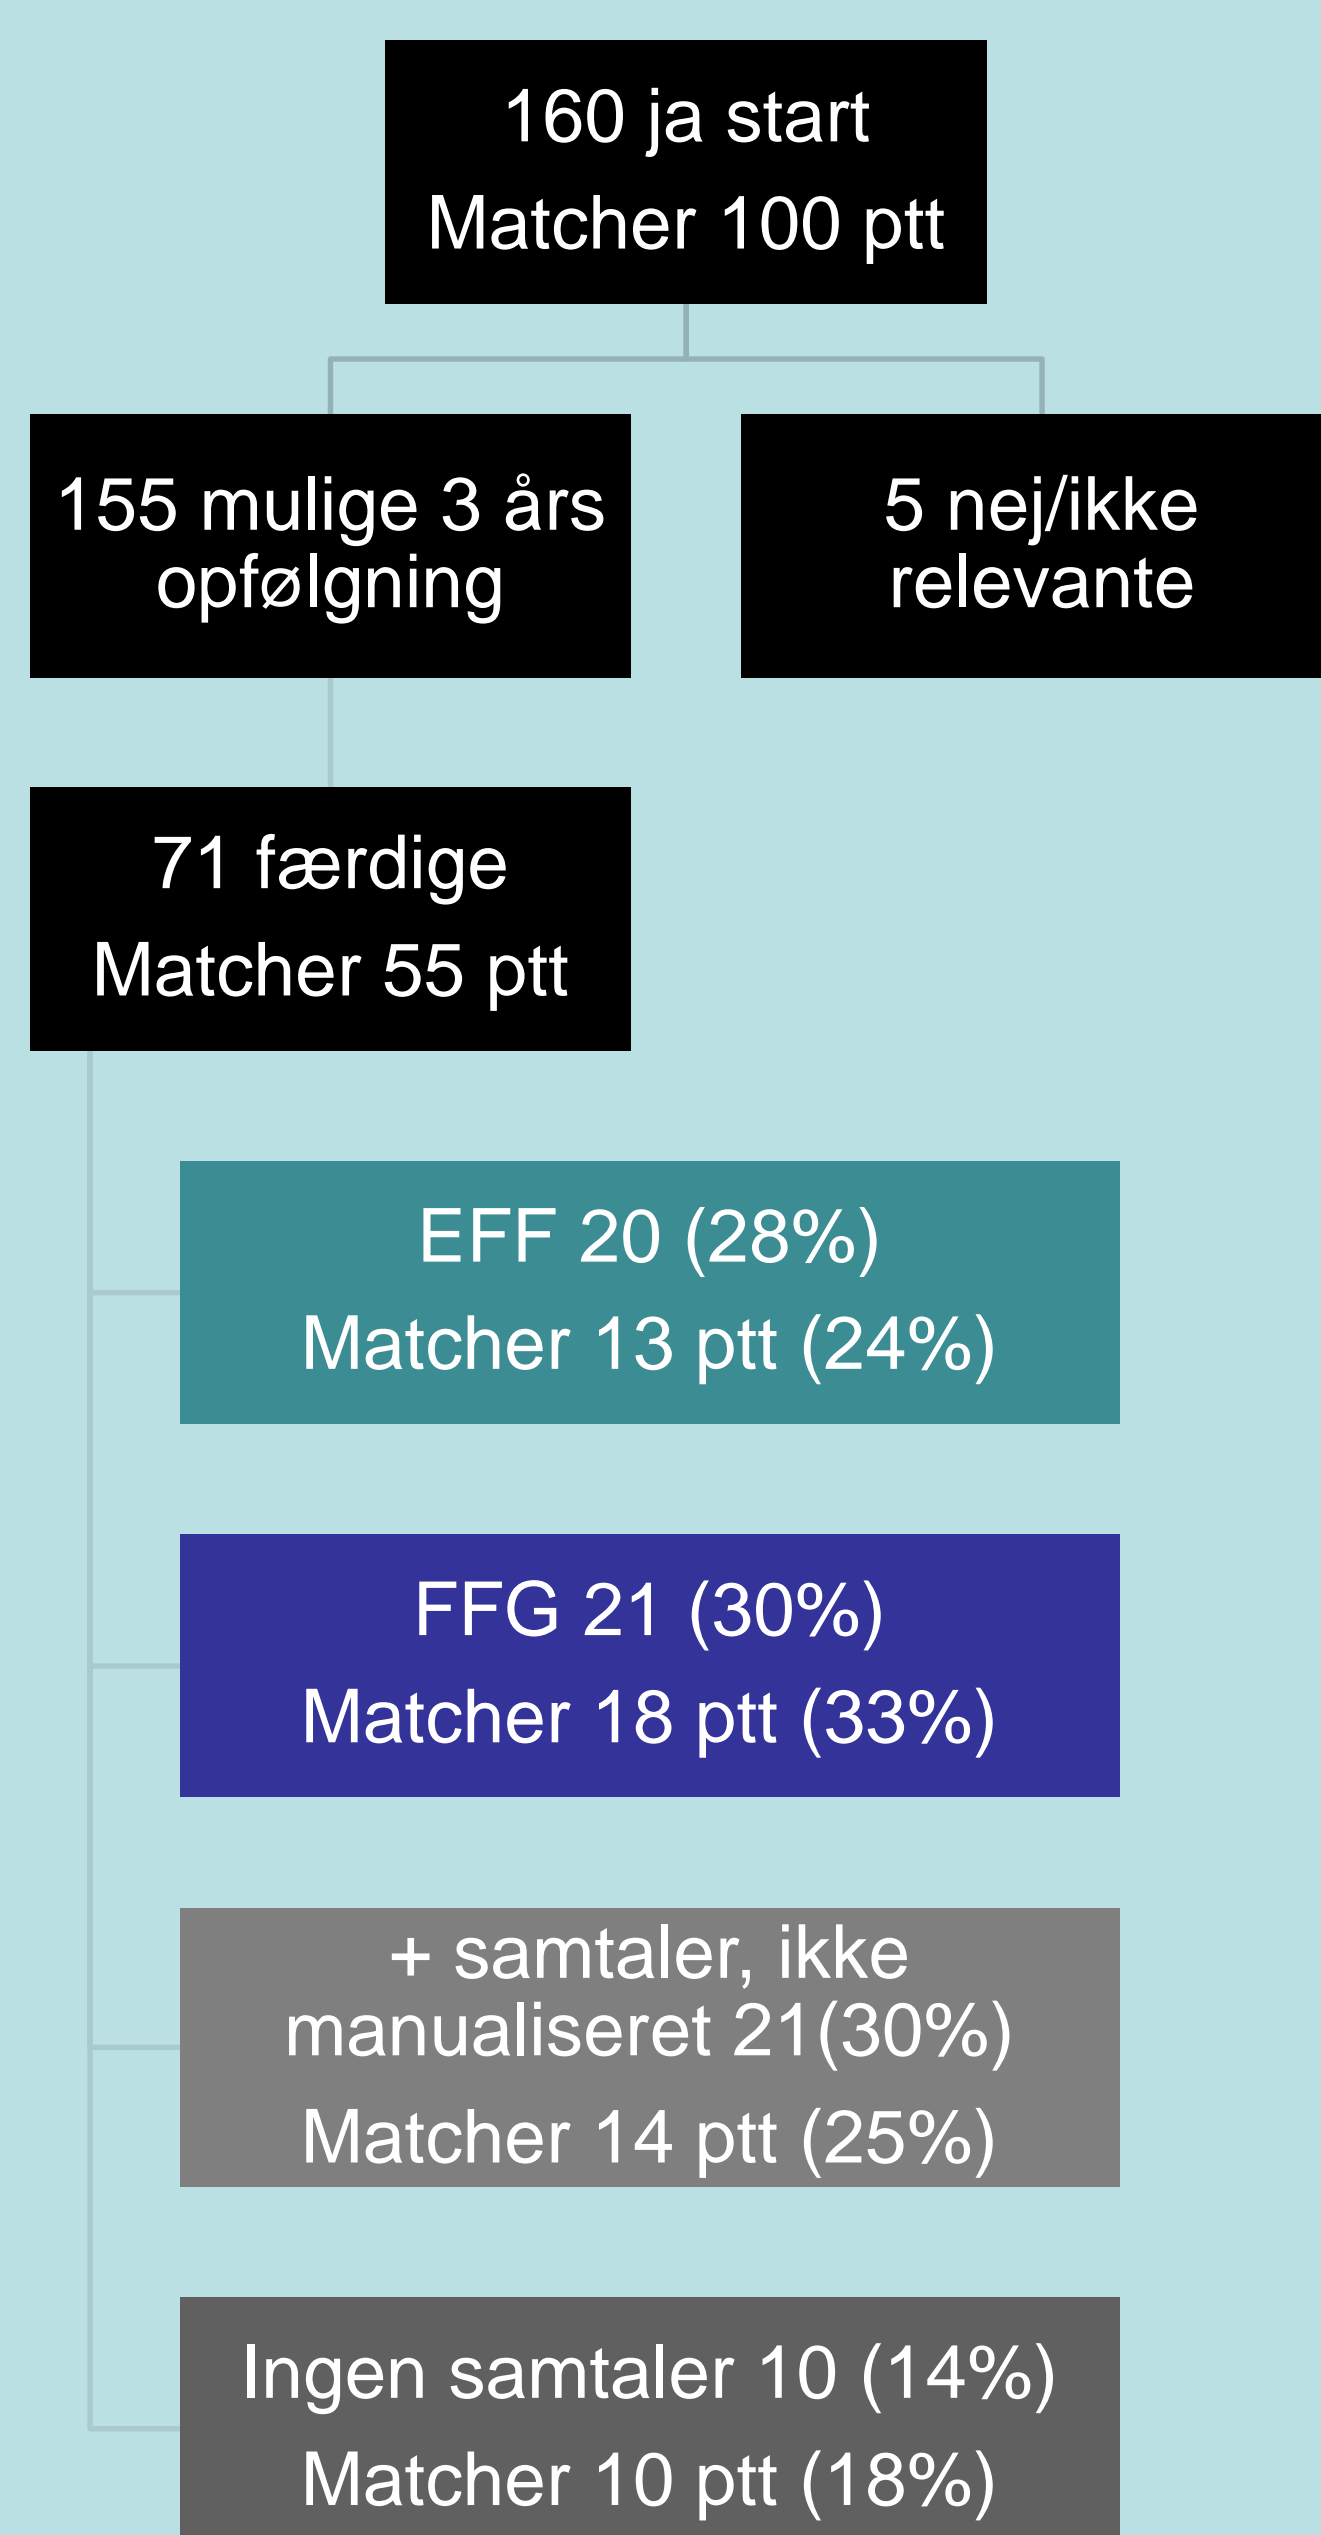 160 ja start
Matcher 100 ptt
155 mulige 3 års
opfølgning
5 nej/ikke
relevante
71 færdige
Matcher 55 ptt
EFF 20 (28%)
Matcher 13 ptt (24%)
FFG 21 (30%)
Matcher 18 ptt (33%)
+ samtaler, ikke
manualiseret 21(30%)
Matcher 14 ptt (25%)
Ingen samtaler 10 (14%)
Matcher 10 ptt (18%)